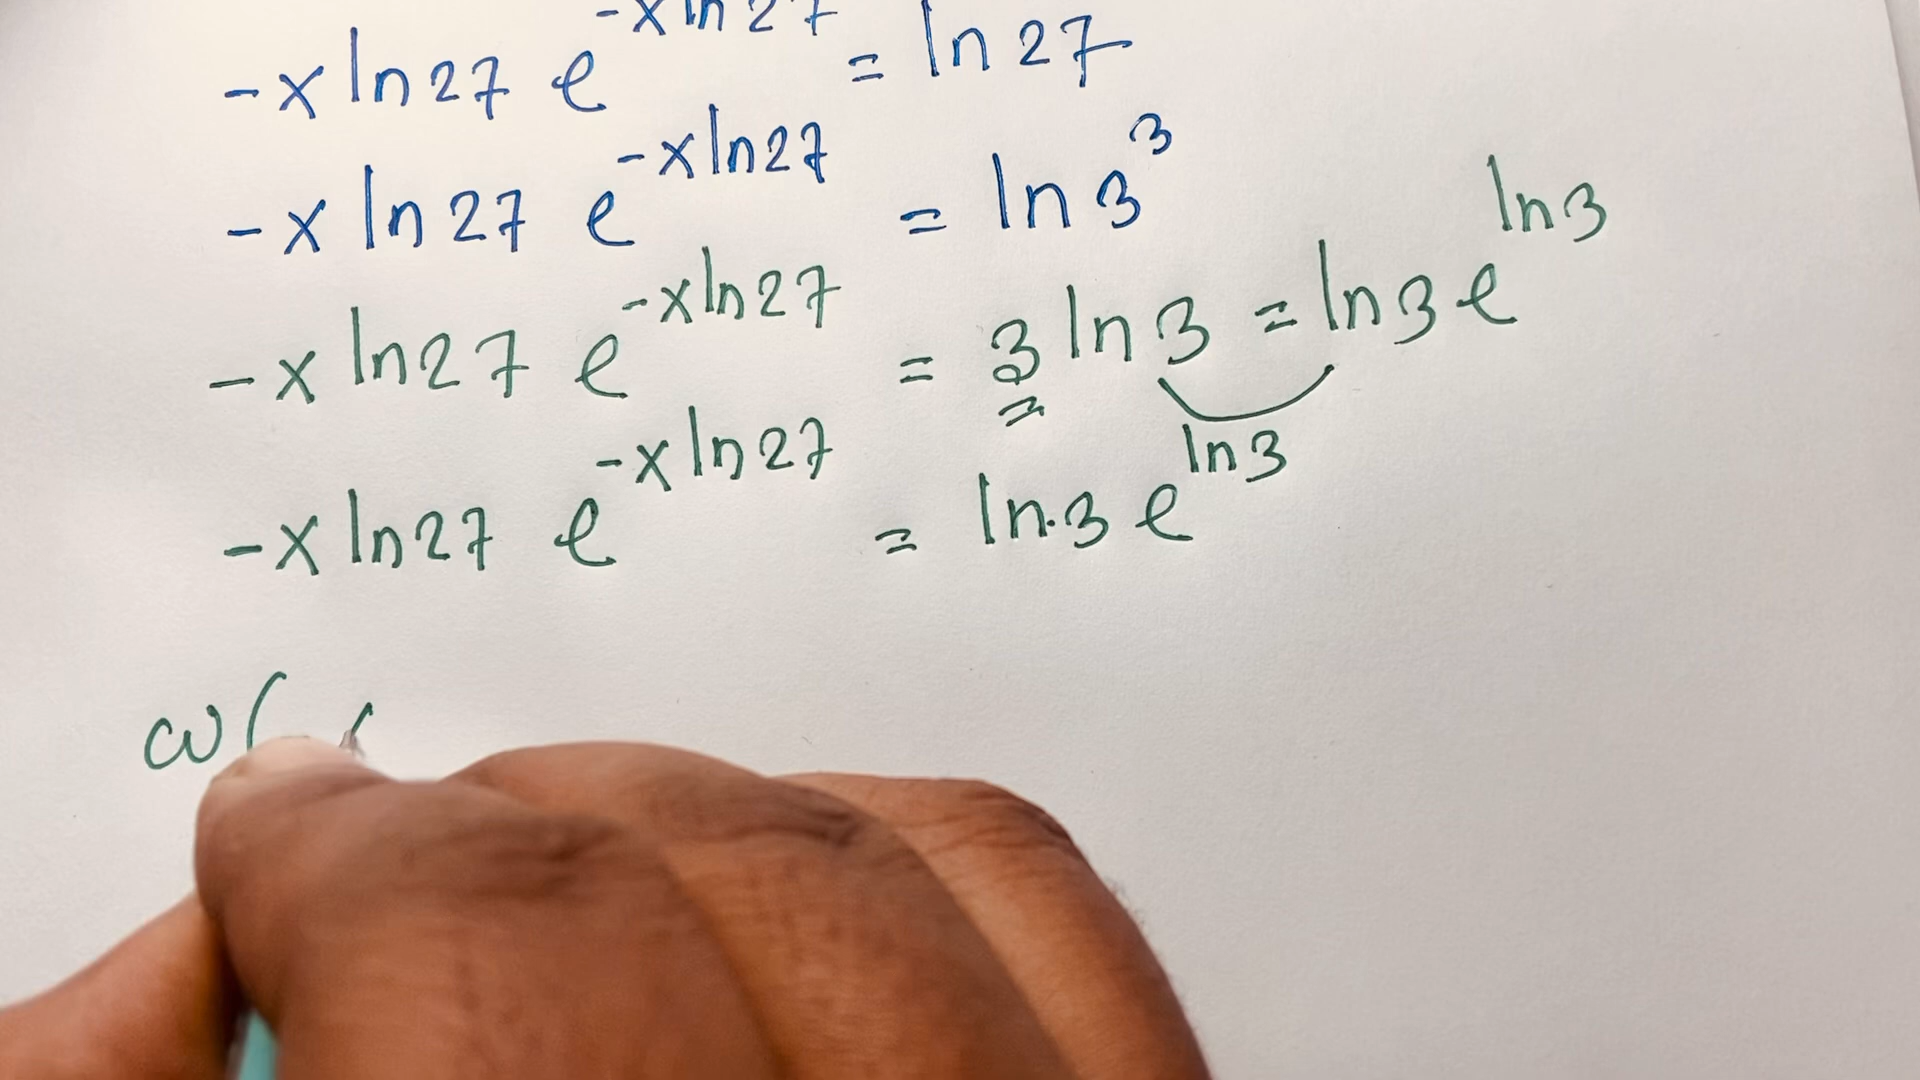 -x ln 27 e^{-x ln 27} = ln 27
-x ln 27 e^{-x ln 27} = ln 3^3
-x ln 27 e^{-x ln 27} = 3 ln 3 = ln 3 e^{ln 3}
-x ln 27 e^{-x ln 27} = ln 3 e^{ln 3}
w(